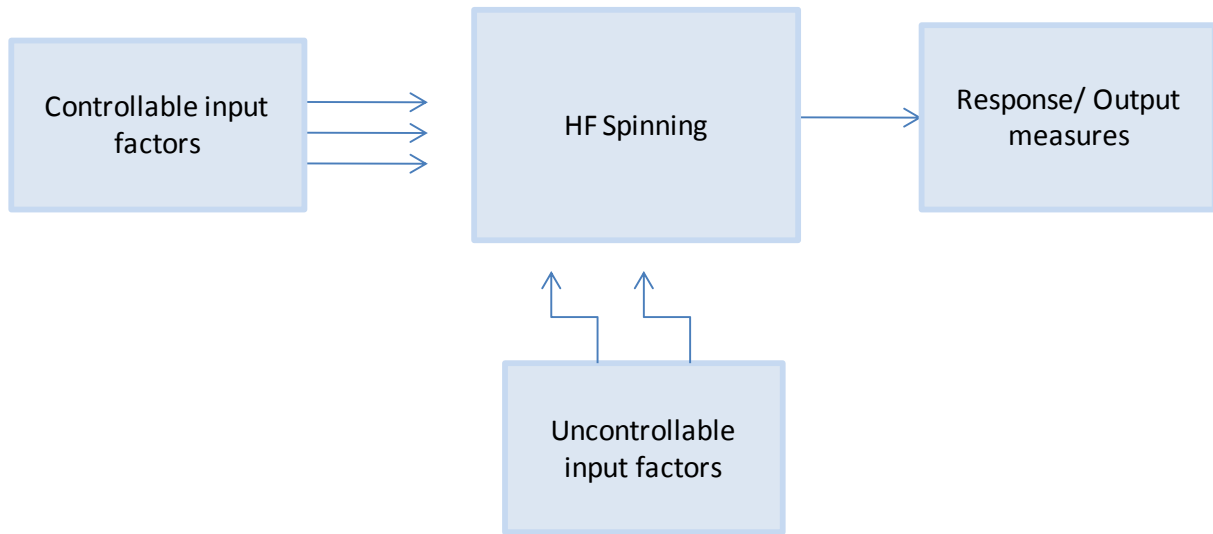 Controllable input
factors
HF Spinning
Response/ Output
measures
Uncontrollable
input factors